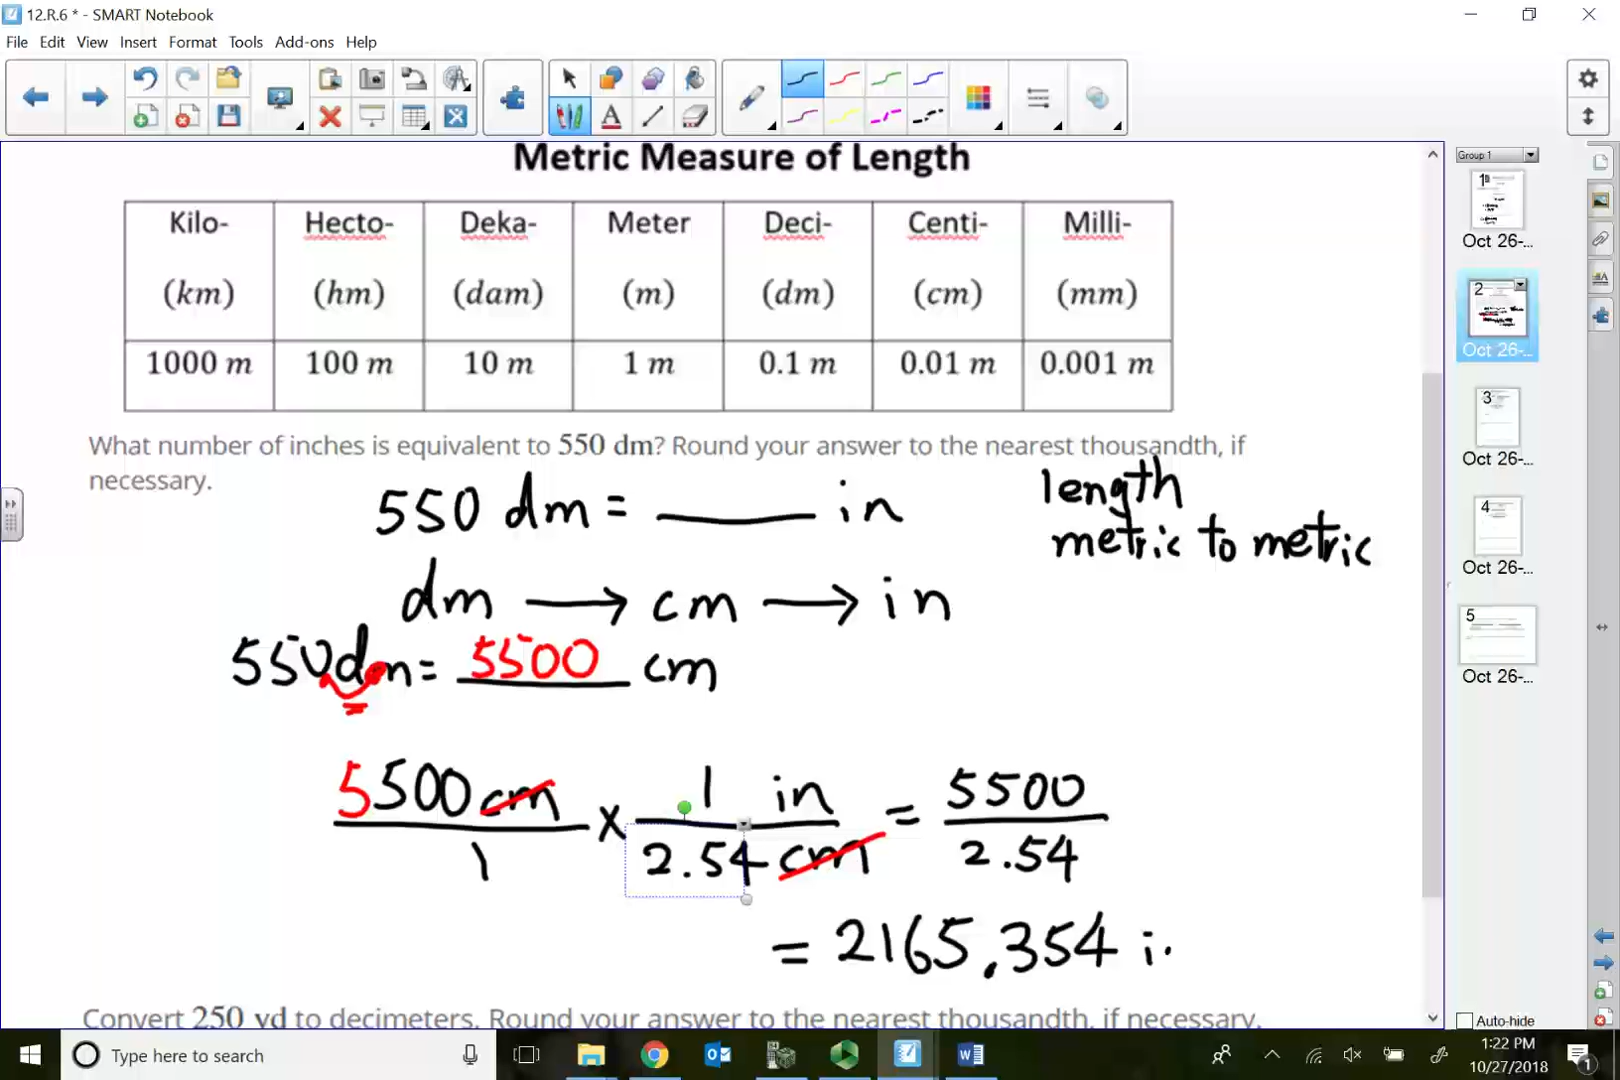 12.R.6 * - SMART Notebook
File Edit View Insert Format Tools Add-ons Help
Metric Measure of Length
Kilo- Hecto- Deka- Meter Deci- Centi- Milli-
(km) (hm) (dam) (m) (dm) (cm) (mm)
1000 m 100 m 10 m 1 m 0.1 m 0.01 m 0.001 m
What number of inches is equivalent to 550 dm? Round your answer to the nearest thousandth, if
necessary.
550 dm = ____ in
length
metric to metric
dm → cm → in
550dm = 5500 cm
5500 cm × 1 in = 5500
1 2.54 cm 2.54
= 2165.354 i.
Convert 250 yd to decimeters. Round your answer to the nearest thousandth, if necessary.
Group 1
1
Oct 26-...
2
Oct 26-...
3
Oct 26-...
4
Oct 26-...
5
Oct 26-...
Auto-hide
Type here to search
1:22 PM
10/27/2018
1